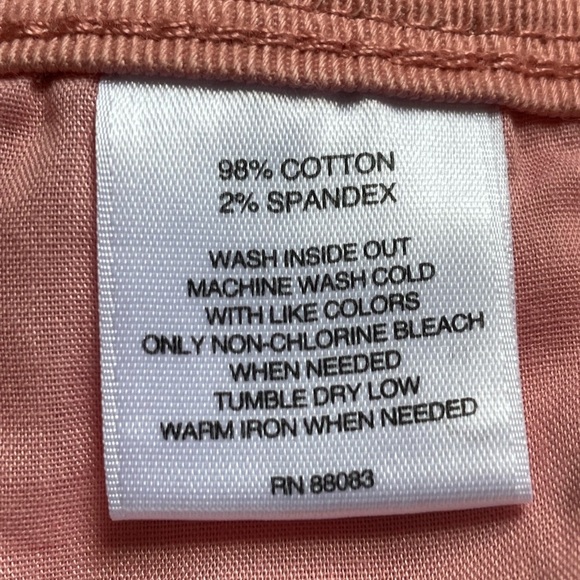 98% COTTON
2% SPANDEX
WASH INSIDE OUT
MACHINE WASH COLD
WITH LIKE COLORS
ONLY NON-CHLORINE BLEACH
WHEN NEEDED
TUMBLE DRY LOW
WARM IRON WHEN NEEDED
RN 88083